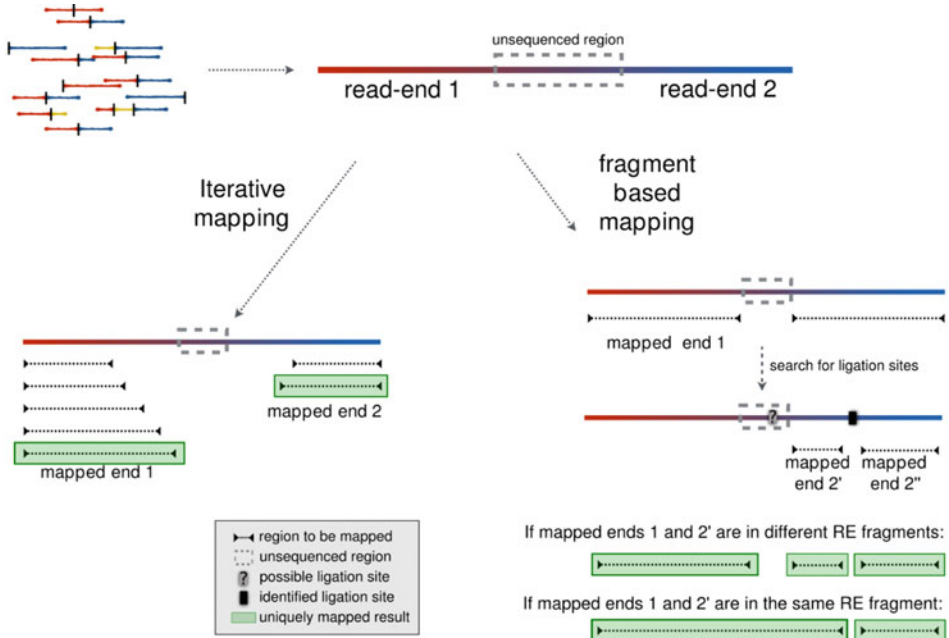 unsequenced region
read-end 1
read-end 2
Iterative
mapping
fragment
based
mapping
mapped end 2
mapped end 1
mapped end 1
search for ligation sites
?
mapped
end 2'
mapped
end 2"
region to be mapped
unsequenced region
? possible ligation site
identified ligation site
uniquely mapped result
If mapped ends 1 and 2' are in different RE fragments:
If mapped ends 1 and 2' are in the same RE fragment: